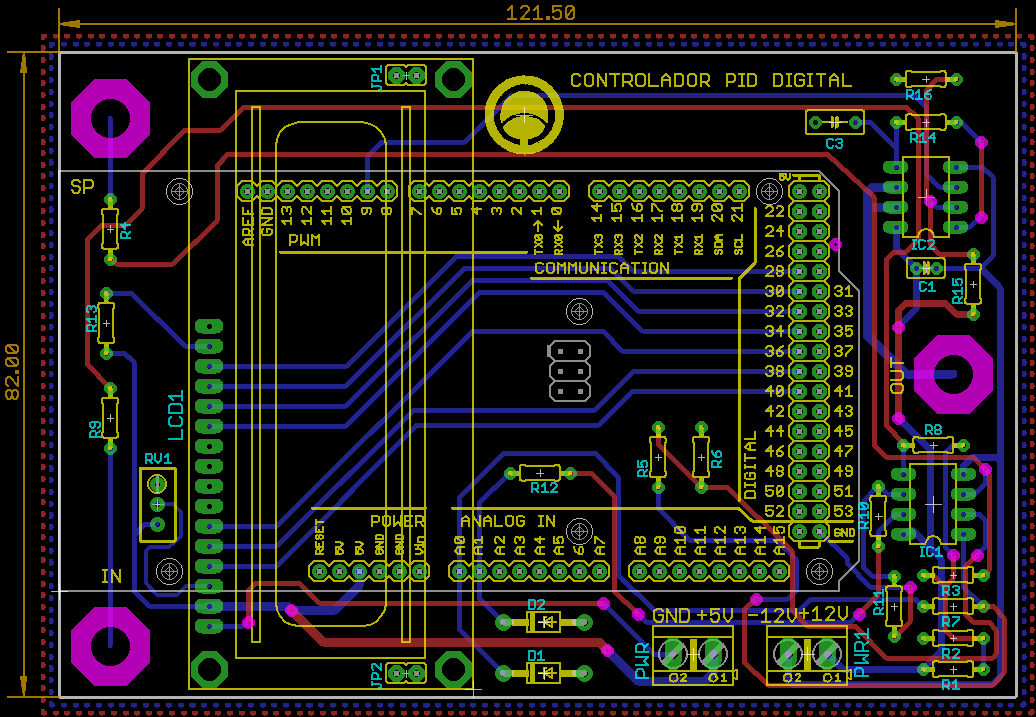 121.50
CONTROLADOR PID DIGITAL
JP1
R16
C3
R14
SP
5V
AREF
GND
13
12
11
10
9
8
7
6
5
4
3
2
TX0→1
RX0←0
14
15
16
17
18
19
20
21
TX3
RX3
TX2
RX2
TX1
RX1
SDA
SCL
PWM
COMMUNICATION
22
24
26
28
30
31
32
33
34
35
36
37
38
39
40
41
42
43
44
45
46
47
48
49
50
51
52
53
GND
DIGITAL
R4
IC2
C1
R15
R13
82.00
OUT
LCD1
R9
R8
RV1
R5
R6
R12
R10
IC1
RESET
5V
5V
GND
GND
Vin
POWER
ANALOG IN
A0
A1
A2
A3
A4
A5
6
A7
A8
A9
A10
A11
A12
A13
A14
A15
IN
R3
R11
R7
R2
R1
D2
D1
GND
+5V
-12V
+12V
PWR
PWR1
O2
O1
O2
O1
JP2